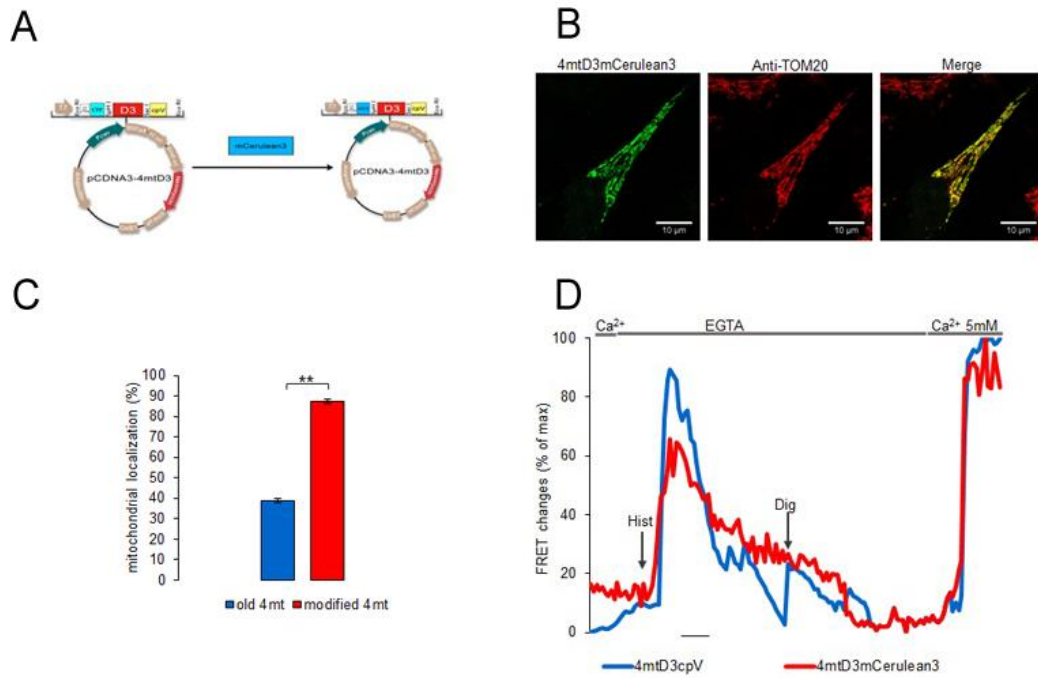 A
D3
cpV
pCDNA3-4mtD3
mCerulean3
D3
cpV
pCDNA3-4mtD3
B
4mtD3mCerulean3
Anti-TOM20
Merge
10 µm
10 µm
10 µm
C
mitochondrial localization (%)
100
90
80
70
60
50
40
30
20
10
0
**
old 4mt
modified 4mt
D
Ca²⁺
EGTA
Ca²⁺ 5mM
FRET changes (% of max)
100
80
60
40
20
0
Hist
Dig
4mtD3cpV
4mtD3mCerulean3